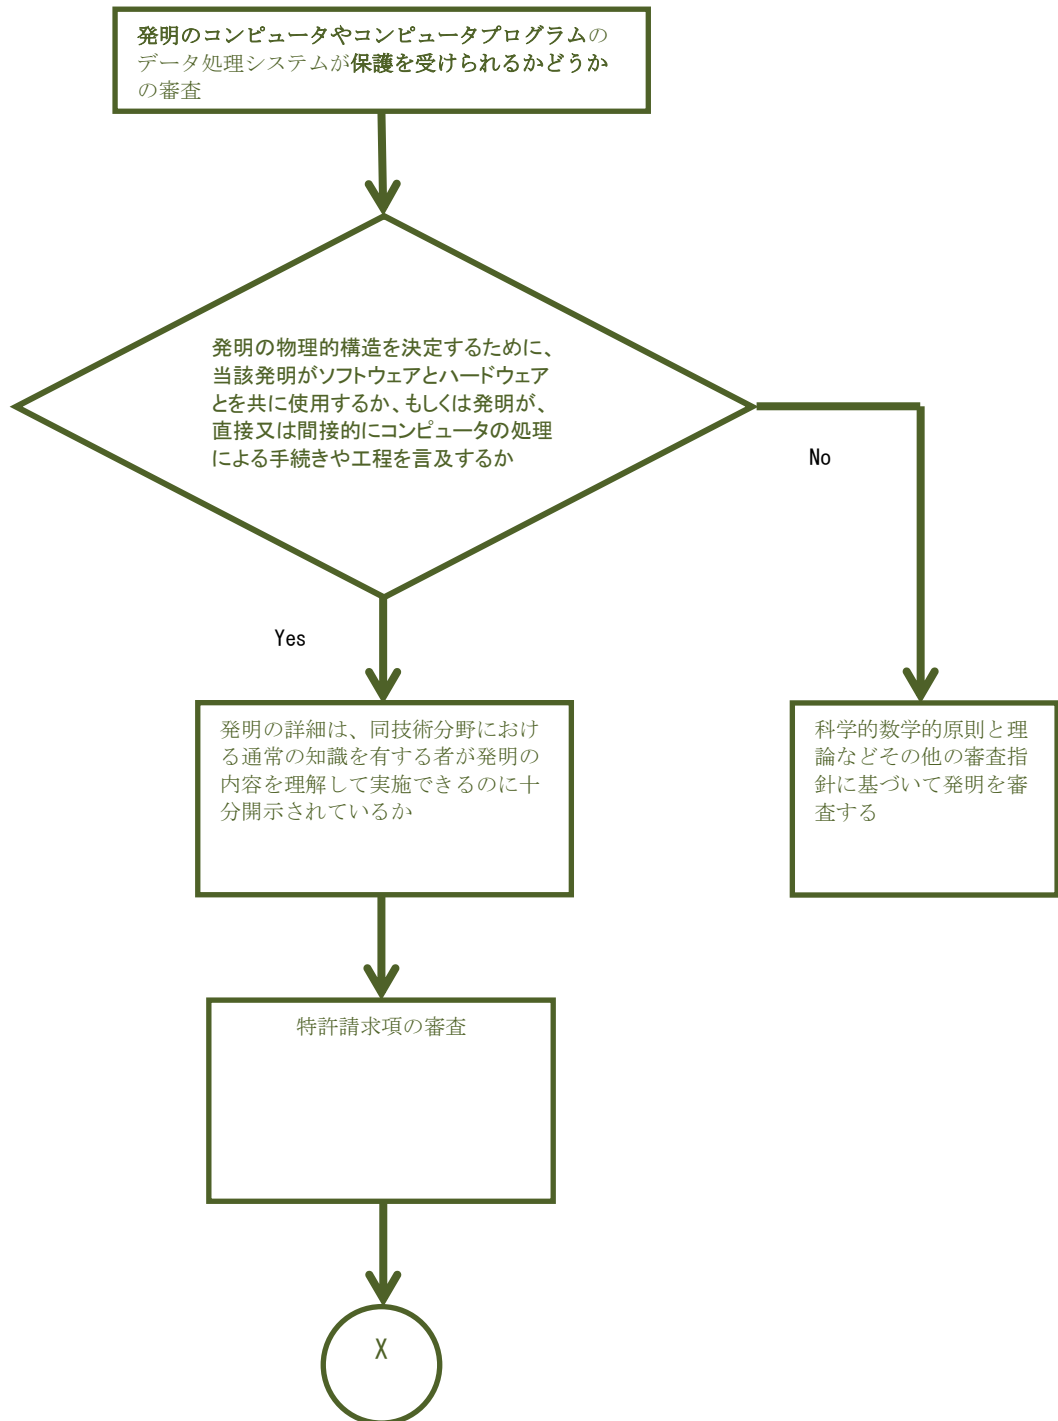 発明のコンピュータやコンピュータプログラムの
データ処理システムが保護を受けられるかどうか
の審査
発明の物理的構造を決定するために、
当該発明がソフトウェアとハードウェア
とを共に使用するか、もしくは発明が、
直接又は間接的にコンピュータの処理
による手続きや工程を言及するか
No
Yes
発明の詳細は、同技術分野におけ
る通常の知識を有する者が発明の
内容を理解して実施できるのに十
分開示されているか
科学的数学的原則と理
論などその他の審査指
針に基づいて発明を審
査する
特許請求項の審査
X